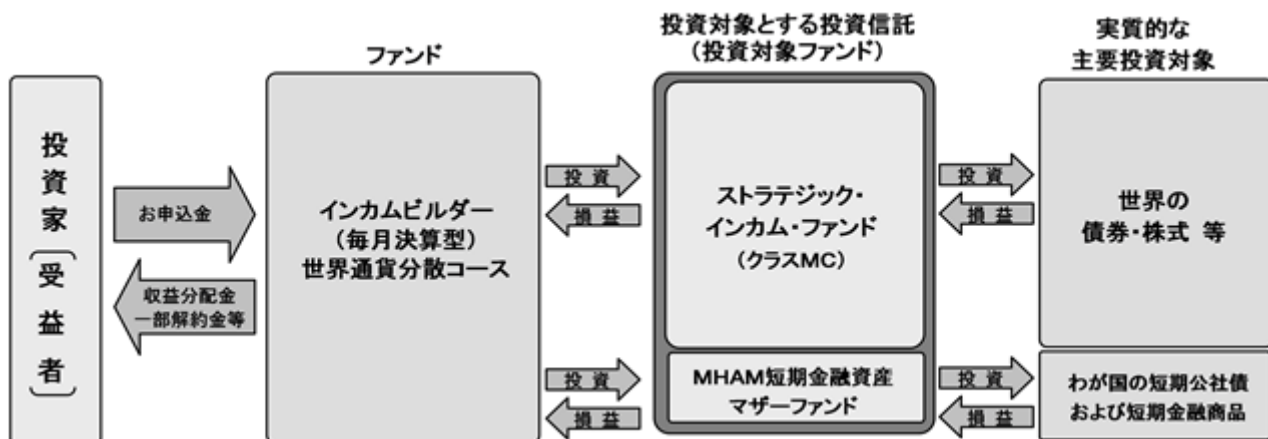 投資家〔受益者〕
お申込金
収益分配金
一部解約金等
ファンド
インカムビルダー
(毎月決算型)
世界通貨分散コース
投資
損益
投資
損益
投資対象とする投資信託
(投資対象ファンド)
ストラテジック・
インカム・ファンド
(クラスMC)
MHAM短期金融資産
マザーファンド
投資
損益
投資
損益
実質的な
主要投資対象
世界の
債券・株式 等
わが国の短期公社債
および短期金融商品